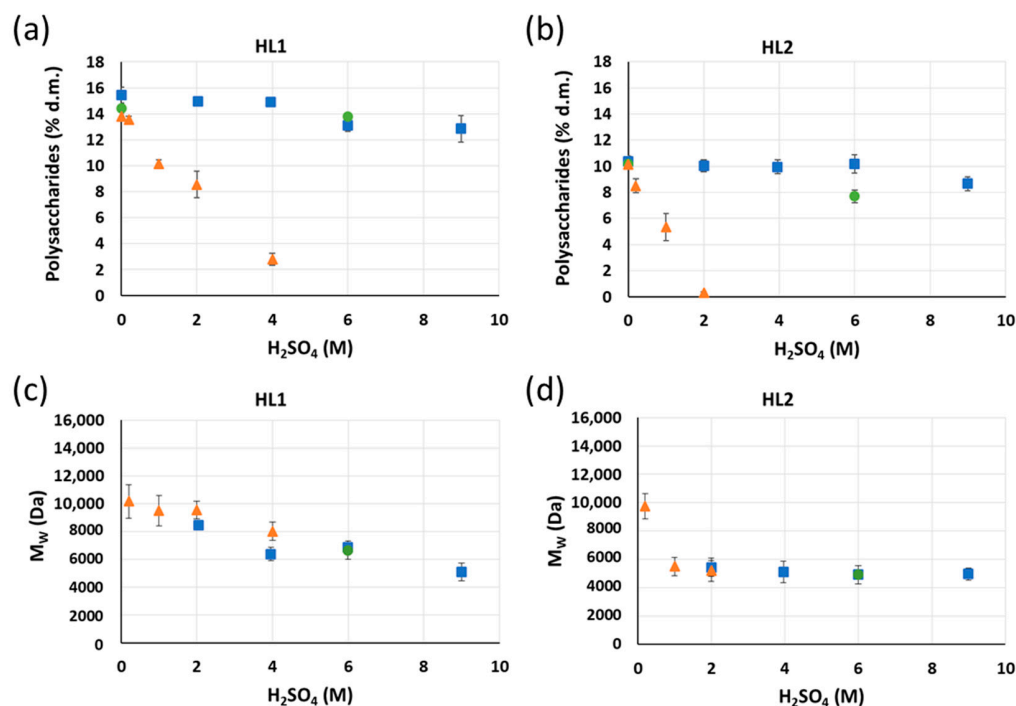 (a)
HL1
Polysaccharides (% d.m.)
18
16
14
12
10
8
6
4
2
0
0 2 4 6 8 10
H₂SO₄ (M)
(b)
HL2
Polysaccharides (% d.m.)
18
16
14
12
10
8
6
4
2
0
0 2 4 6 8 10
H₂SO₄ (M)
(c)
HL1
M_W (Da)
16,000
14,000
12,000
10,000
8000
6000
4000
2000
0
0 2 4 6 8 10
H₂SO₄ (M)
(d)
HL2
M_W (Da)
16,000
14,000
12,000
10,000
8000
6000
4000
2000
0
0 2 4 6 8 10
H₂SO₄ (M)